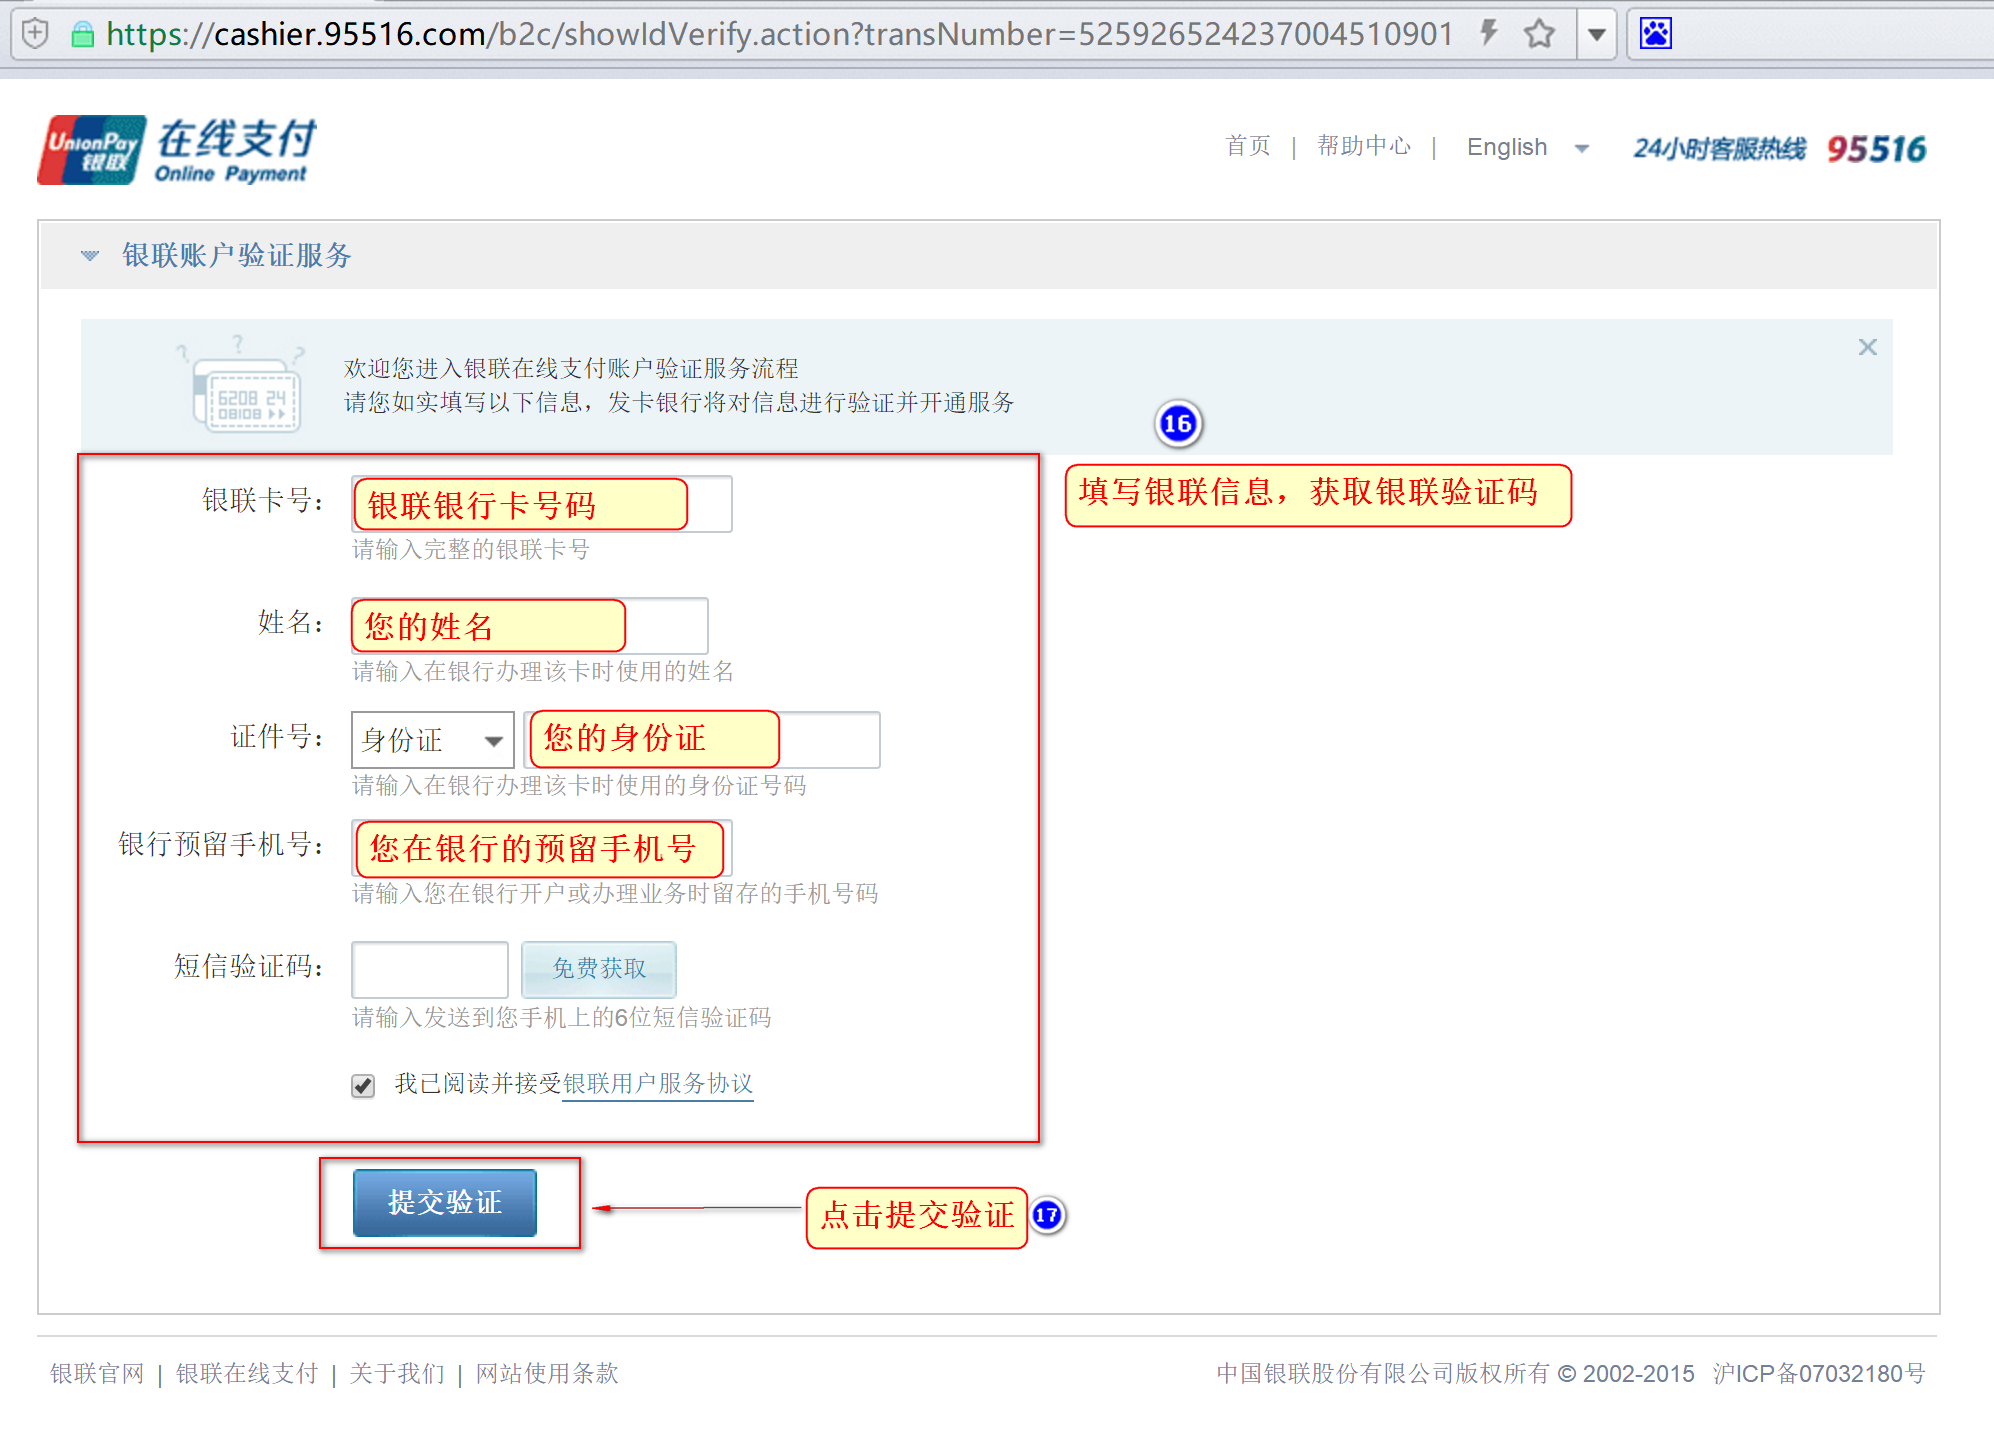 https://cashier.95516.com/b2c/showIdVerify.action?transNumber=525926524237004510901
UnionPay 银联 在线支付 Online Payment
首页 | 帮助中心 | English 24小时客服热线 95516
银联账户验证服务
? ? ?
6208 24
08108
欢迎您进入银联在线支付账户验证服务流程
请您如实填写以下信息，发卡银行将对信息进行验证并开通服务
16
填写银联信息，获取银联验证码
银联卡号： 银联银行卡号码
请输入完整的银联卡号
姓名： 您的姓名
请输入在银行办理该卡时使用的姓名
证件号： 身份证 您的身份证
请输入在银行办理该卡时使用的身份证号码
银行预留手机号： 您在银行的预留手机号
请输入您在银行开户或办理业务时留存的手机号码
短信验证码： 免费获取
请输入发送到您手机上的6位短信验证码
我已阅读并接受银联用户服务协议
提交验证 点击提交验证 17
银联官网 | 银联在线支付 | 关于我们 | 网站使用条款 中国银联股份有限公司版权所有 © 2002-2015 沪ICP备07032180号